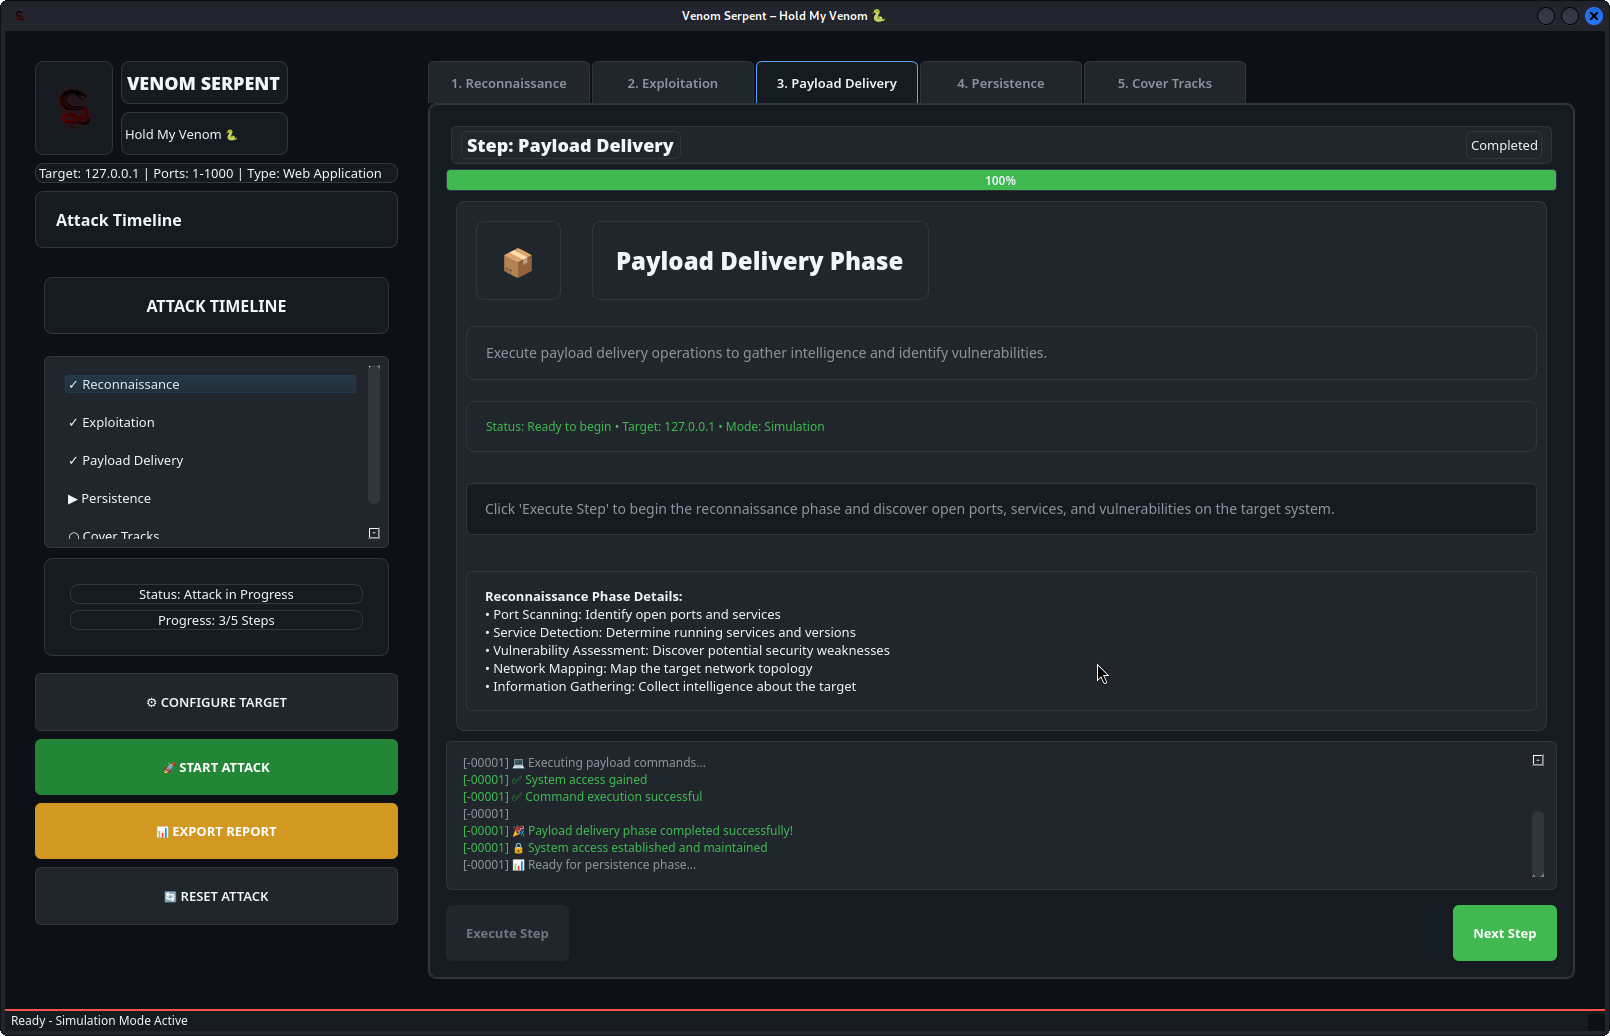 Venom Serpent – Hold My Venom 🐍
VENOM SERPENT
Hold My Venom 🐍
Target: 127.0.0.1 | Ports: 1-1000 | Type: Web Application
Attack Timeline
ATTACK TIMELINE
✓ Reconnaissance
✓ Exploitation
✓ Payload Delivery
▶ Persistence
○ Cover Tracks
Status: Attack in Progress
Progress: 3/5 Steps
⚙ CONFIGURE TARGET
🚀 START ATTACK
📊 EXPORT REPORT
🔄 RESET ATTACK
1. Reconnaissance
2. Exploitation
3. Payload Delivery
4. Persistence
5. Cover Tracks
Step: Payload Delivery
Completed
100%
📦 Payload Delivery Phase
Execute payload delivery operations to gather intelligence and identify vulnerabilities.
Status: Ready to begin • Target: 127.0.0.1 • Mode: Simulation
Click 'Execute Step' to begin the reconnaissance phase and discover open ports, services, and vulnerabilities on the target system.
Reconnaissance Phase Details:
• Port Scanning: Identify open ports and services
• Service Detection: Determine running services and versions
• Vulnerability Assessment: Discover potential security weaknesses
• Network Mapping: Map the target network topology
• Information Gathering: Collect intelligence about the target
[-00001] 💻 Executing payload commands...
[-00001] ✅ System access gained
[-00001] ✅ Command execution successful
[-00001]
[-00001] 🎉 Payload delivery phase completed successfully!
[-00001] 🔒 System access established and maintained
[-00001] 📊 Ready for persistence phase...
Execute Step
Next Step
Ready - Simulation Mode Active